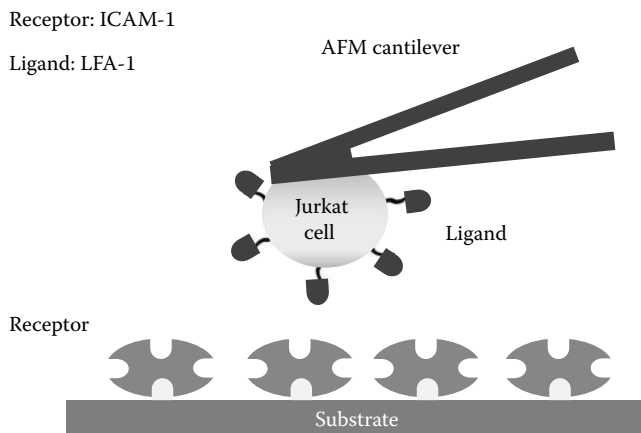 Receptor: ICAM-1
AFM cantilever
Ligand: LFA-1
Jurkat
cell
Ligand
Receptor
Substrate